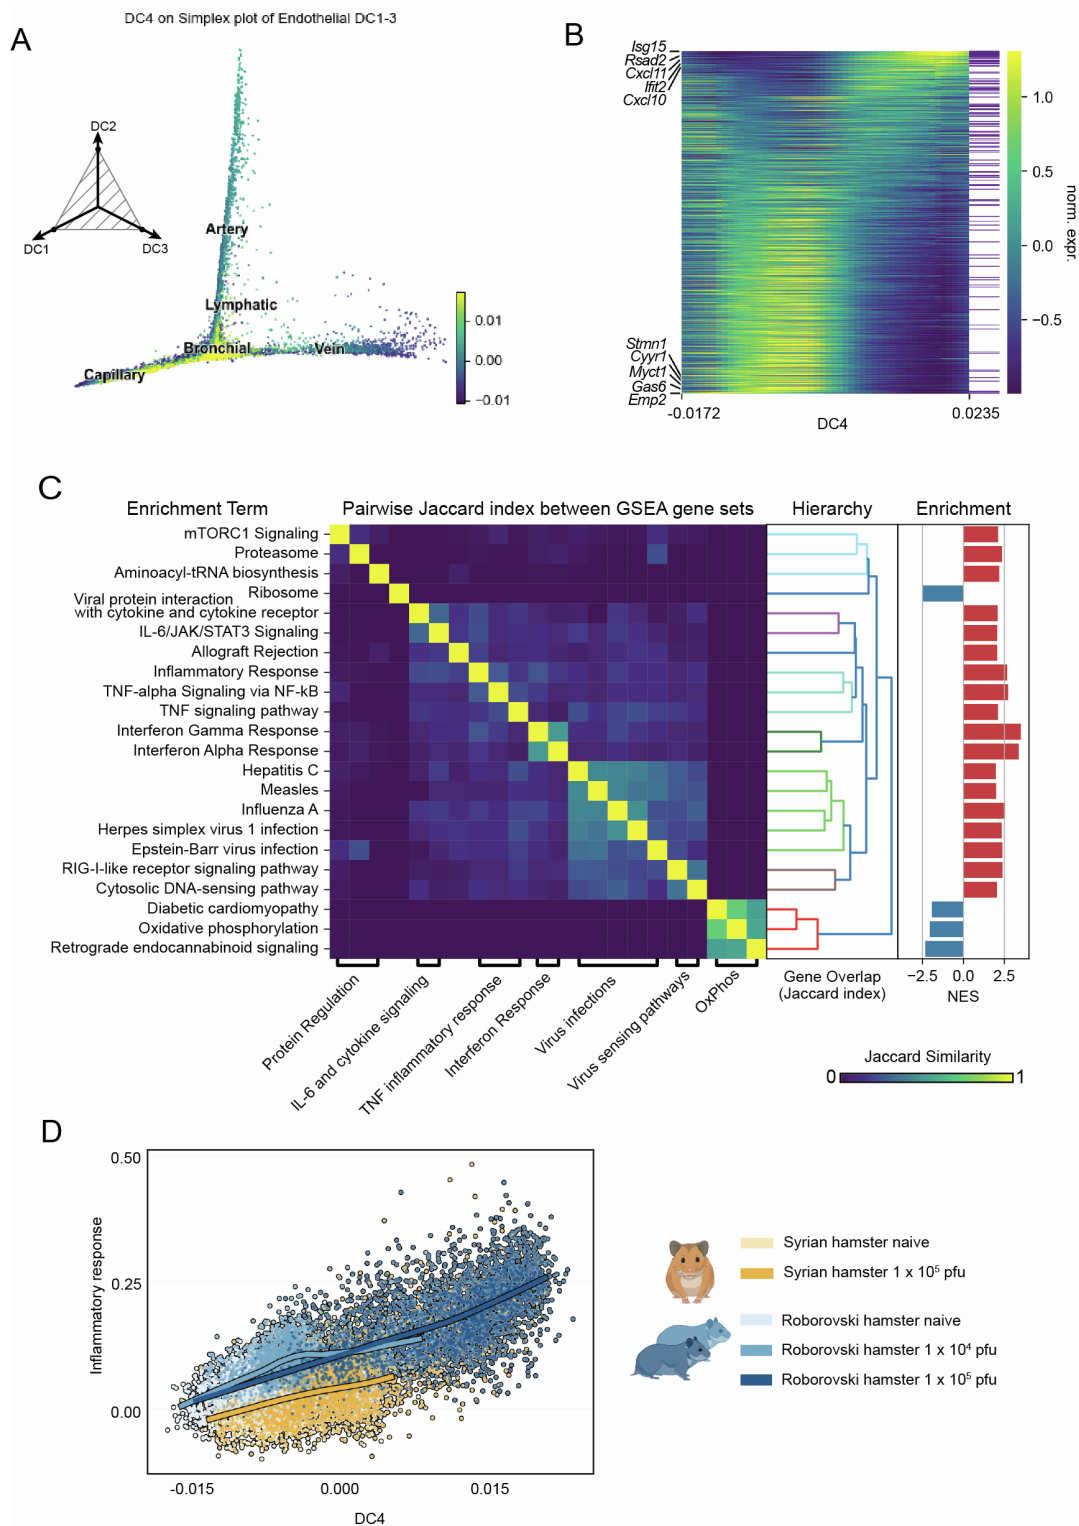 DC4 on Simplex plot of Endothelial DC1-3
A
DC2
DC1
DC3
Artery
Lymphatic
Bronchial
Vein
Capillary
0.01
0.00
−0.01
B
Isg15
Rsad2
Cxcl11
Ifit2
Cxcl10
Stmn1
Cyyr1
Myct1
Gas6
Emp2
-0.0172
0.0235
DC4
1.0
0.5
0.0
−0.5
norm. expr.
C
Enrichment Term
Pairwise Jaccard index between GSEA gene sets
Hierarchy
Enrichment
mTORC1 Signaling
Proteasome
Aminoacyl-tRNA biosynthesis
Ribosome
Viral protein interaction
with cytokine and cytokine receptor
IL-6/JAK/STAT3 Signaling
Allograft Rejection
Inflammatory Response
TNF-alpha Signaling via NF-kB
TNF signaling pathway
Interferon Gamma Response
Interferon Alpha Response
Hepatitis C
Measles
Influenza A
Herpes simplex virus 1 infection
Epstein-Barr virus infection
RIG-I-like receptor signaling pathway
Cytosolic DNA-sensing pathway
Diabetic cardiomyopathy
Oxidative phosphorylation
Retrograde endocannabinoid signaling
Protein Regulation
IL-6 and cytokine signaling
TNF inflammatory response
Interferon Response
Virus infections
Virus sensing pathways
OxPhos
Gene Overlap
(Jaccard index)
−2.5 0.0 2.5
NES
Jaccard Similarity
0
1
D
0.50
0.25
0.00
Inflammatory response
-0.015
0.000
0.015
DC4
Syrian hamster naive
Syrian hamster 1 x 10⁵ pfu
Roborovski hamster naive
Roborovski hamster 1 x 10⁴ pfu
Roborovski hamster 1 x 10⁵ pfu